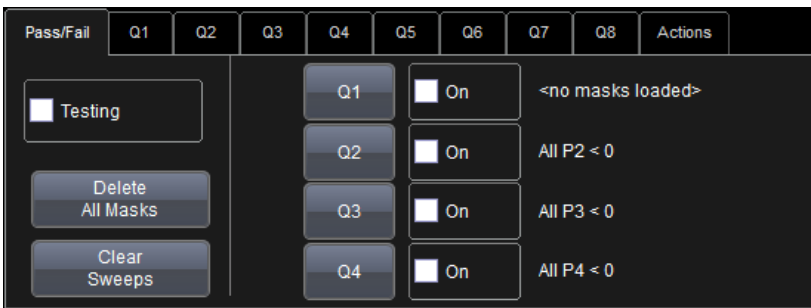 Pass/Fail Q1 Q2 Q3 Q4 Q5 Q6 Q7 Q8 Actions
Testing
Delete
All Masks
Clear
Sweeps
Q1 On <no masks loaded>
Q2 On All P2 < 0
Q3 On All P3 < 0
Q4 On All P4 < 0